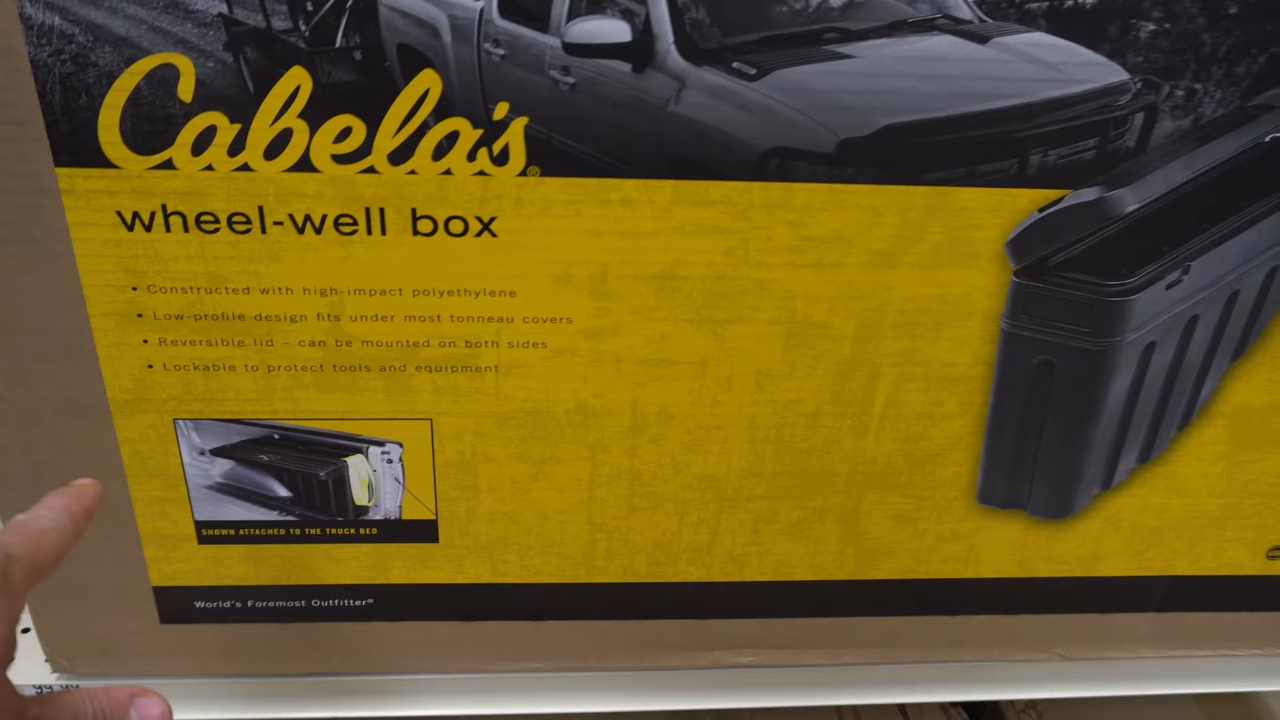 Cabela's®
wheel-well box
• Constructed with high-impact polyethylene
• Low-profile design fits under most tonneau covers
• Reversible lid – can be mounted on both sides
• Lockable to protect tools and equipment
SHOWN ATTACHED TO THE TRUCK BED
World's Foremost Outfitter®